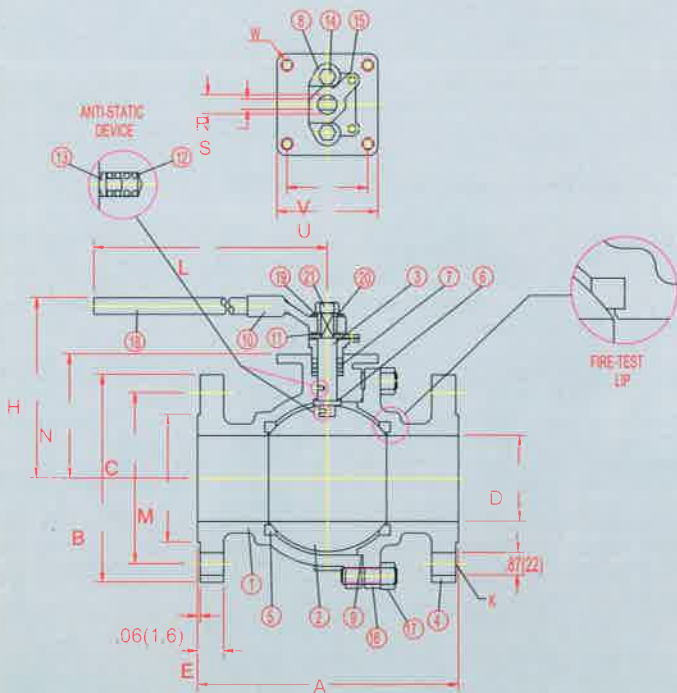 W 8 14 15
ANTI-STATIC
DEVICE
R
S
13 12
V
U
L
19 21 20 3 7 6
18 10 11
FIRE-TEST
LIP
H
N
C
M
D
B
.87(22)
1 5 2 9 16 17 4 K
.06(1.6)
E
A